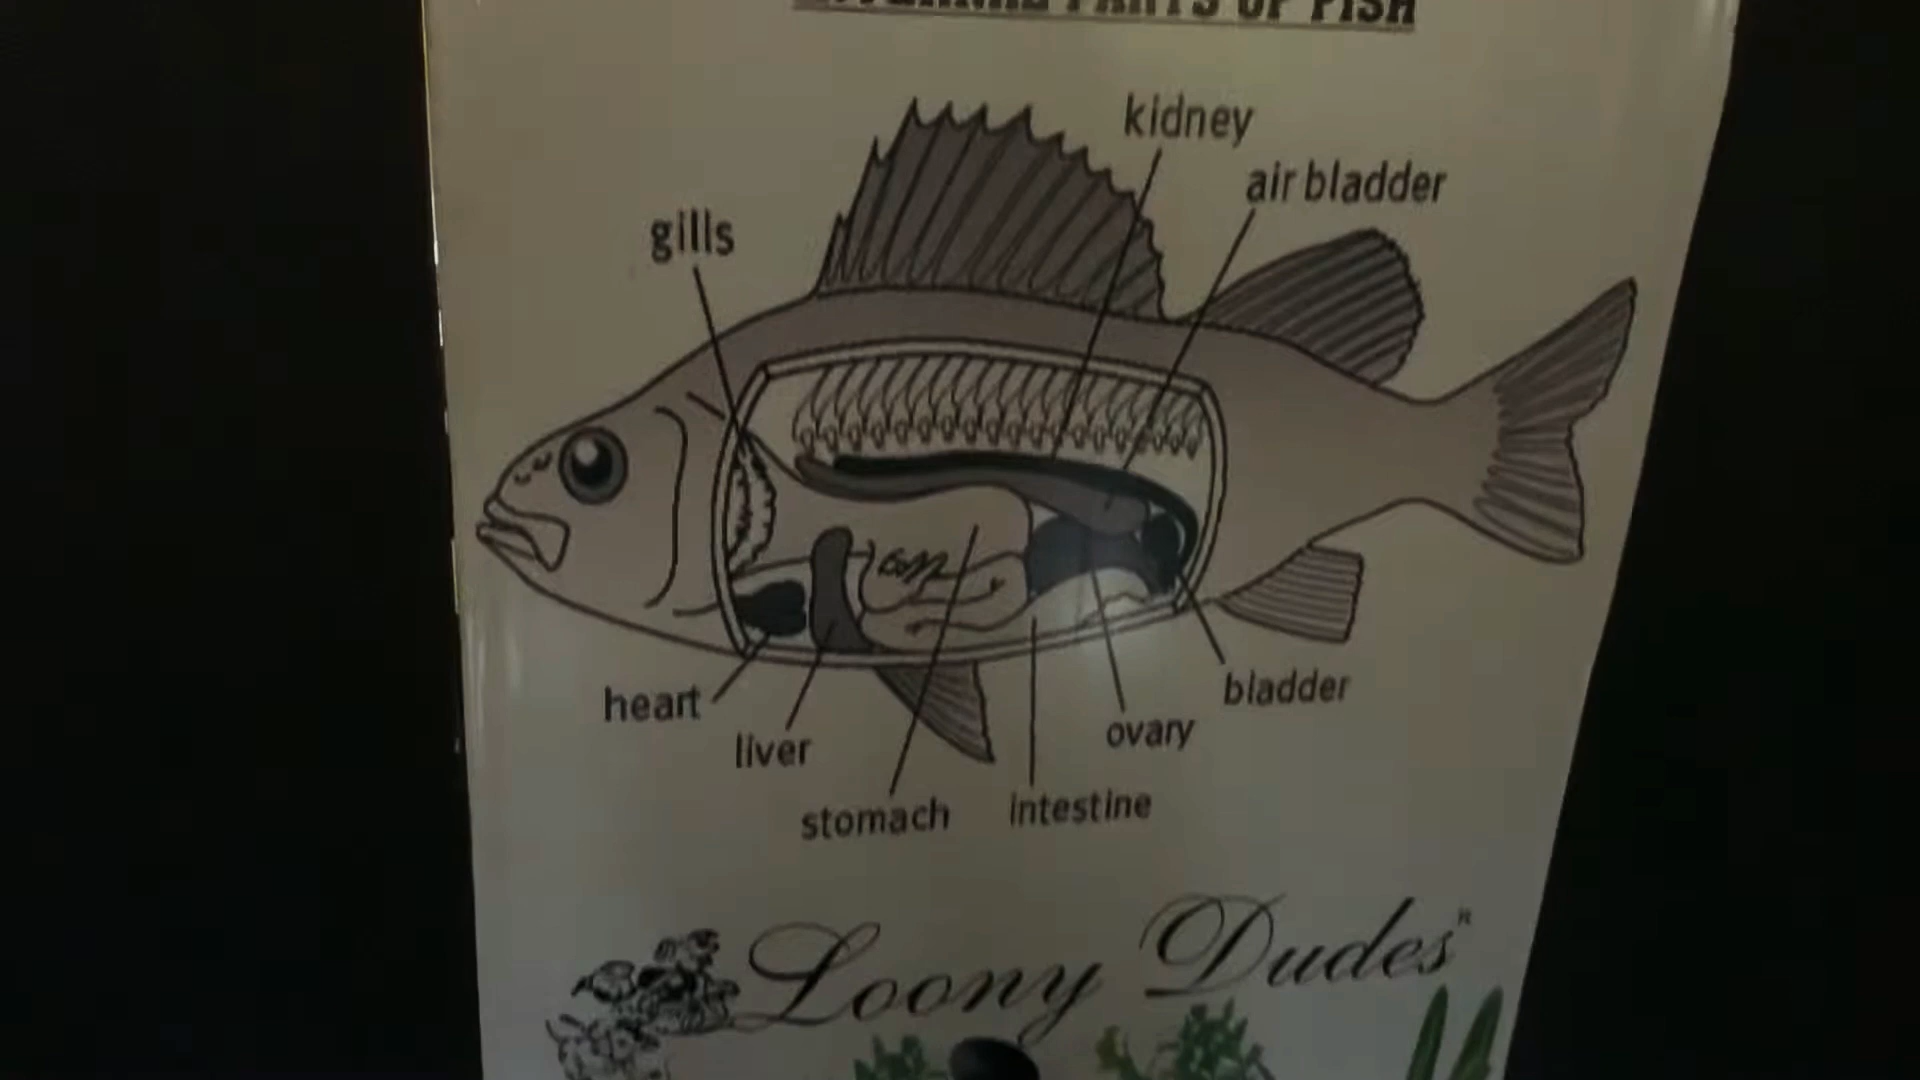 PARTS OF FISH
kidney
air bladder
gills
heart
bladder
liver
ovary
stomach
intestine
Loony Dudes